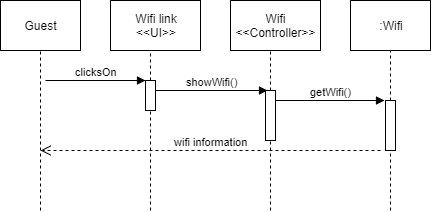 Guest
Wifi link
<<UI>>
Wifi
<<Controller>>
:Wifi
clicksOn
showWifi()
getWifi()
wifi information